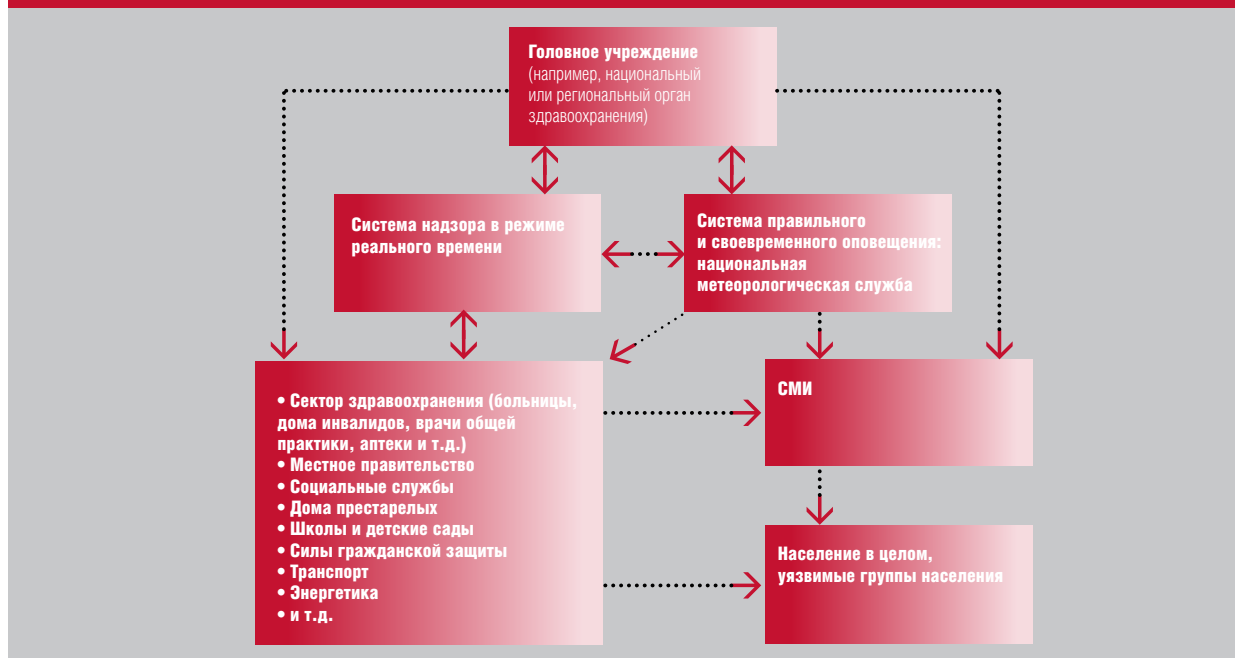 Головное учреждение
(например, национальный
или региональный орган
здравоохранения)
Система надзора в режиме
реального времени
Система правильного
и своевременного оповещения:
национальная
метеорологическая служба
• Сектор здравоохранения (больницы,
дома инвалидов, врачи общей
практики, аптеки и т.д.)
• Местное правительство
• Социальные службы
• Дома престарелых
• Школы и детские сады
• Силы гражданской защиты
• Транспорт
• Энергетика
• и т.д.
СМИ
Население в целом,
уязвимые группы населения